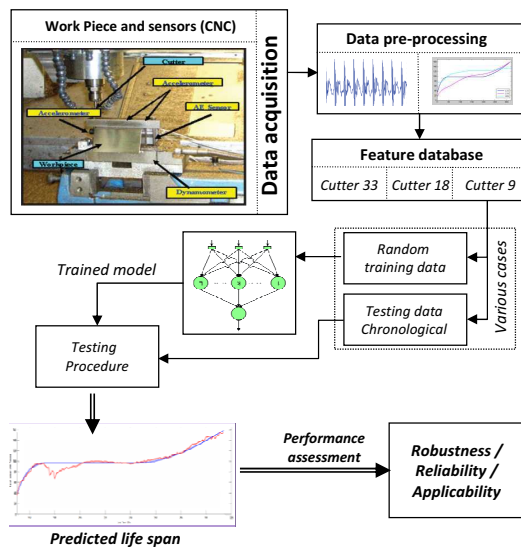 Work Piece and sensors (CNC)
Cutter
Accelerometer
Accelerometer
AE Sensor
Workpiece
Dynamometer
Data acquisition
Data pre-processing
Feature database
Cutter 33
Cutter 18
Cutter 9
Random
training data
Testing data
Chronological
Various cases
Trained model
Testing
Procedure
Predicted life span
Performance
assessment
Robustness /
Reliability /
Applicability